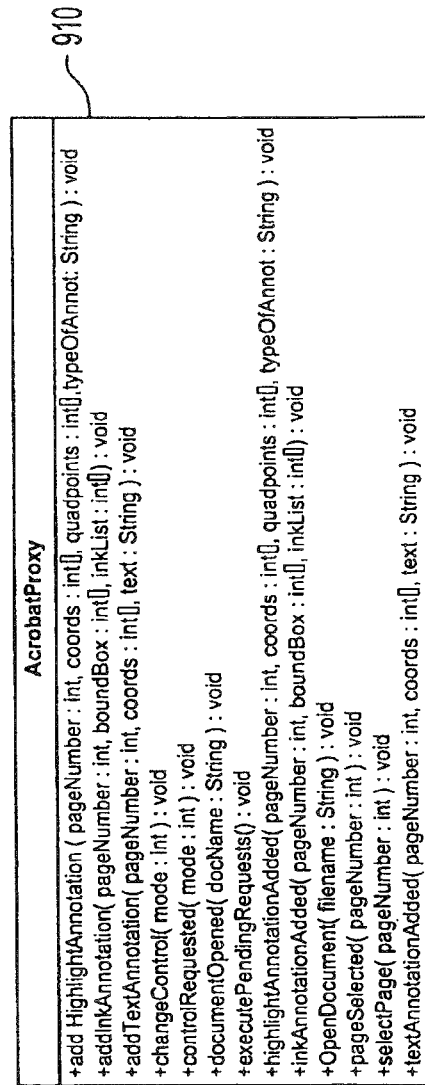 AcrobatProxy
+add HighlightAnnotation ( pageNumber : int, coords : int[], quadpoints : int[],typeOfAnnot: String ) : void
+addInkAnnotation( pageNumber : int, boundBox : int[], inkList : int[]) : void
+addTextAnnotation( pageNumber : int, coords : int[], text : String ) : void
+changeControl( mode : int ) : void
+controlRequested( mode : int ) : void
+documentOpened( docName : String ) : void
+executePendingRequests() : void
+highlightAnnotationAdded( pageNumber : int, coords : int[], quadpoints : int[], typeOfAnnot : String ) : void
+inkAnnotationAdded( pageNumber : int, boundBox : int[], inkList : int[]) : void
+OpenDocument( filename : String ) : void
+pageSelected( pageNumber : int ) : void
+selectPage( pageNumber : int ) : void
+textAnnotationAdded( pageNumber : int, coords : int[], text : String ) : void
910